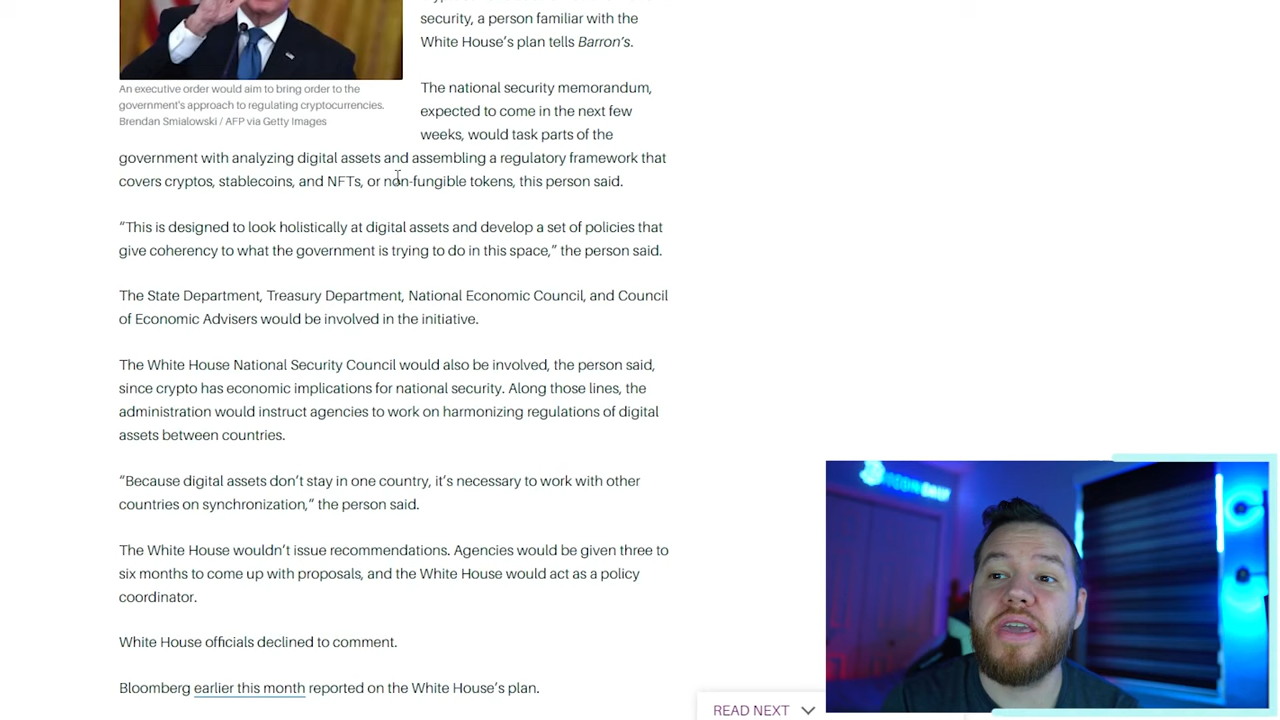 security, a person familiar with the
White House’s plan tells Barron’s.
An executive order would aim to bring order to the
government's approach to regulating cryptocurrencies.
Brendan Smialowski / AFP via Getty Images
The national security memorandum,
expected to come in the next few
weeks, would task parts of the
government with analyzing digital assets and assembling a regulatory framework that
covers cryptos, stablecoins, and NFTs, or non-fungible tokens, this person said.
“This is designed to look holistically at digital assets and develop a set of policies that
give coherency to what the government is trying to do in this space,” the person said.
The State Department, Treasury Department, National Economic Council, and Council
of Economic Advisers would be involved in the initiative.
The White House National Security Council would also be involved, the person said,
since crypto has economic implications for national security. Along those lines, the
administration would instruct agencies to work on harmonizing regulations of digital
assets between countries.
“Because digital assets don’t stay in one country, it’s necessary to work with other
countries on synchronization,” the person said.
The White House wouldn’t issue recommendations. Agencies would be given three to
six months to come up with proposals, and the White House would act as a policy
coordinator.
White House officials declined to comment.
Bloomberg earlier this month reported on the White House’s plan.
READ NEXT